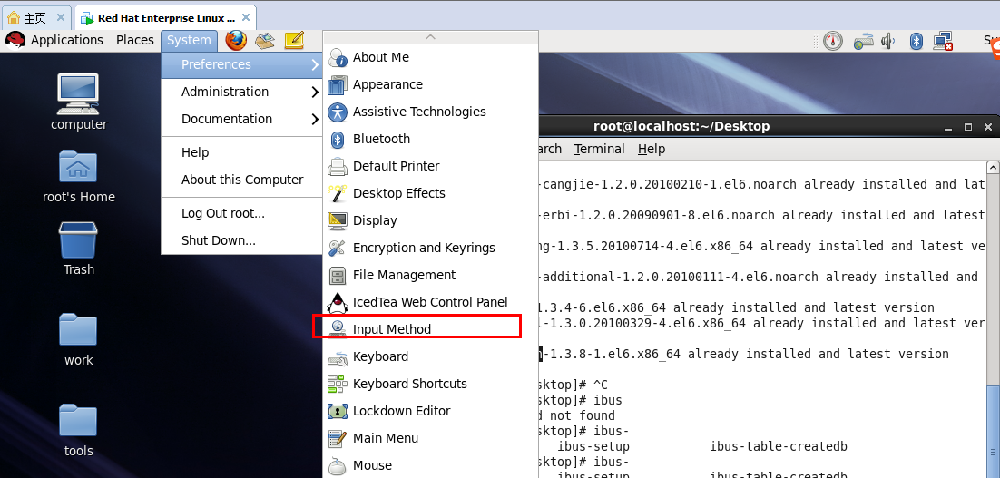 主页
Red Hat Enterprise Linux ...
Applications Places System
Preferences
Administration
Documentation
Help
About this Computer
Log Out root...
Shut Down...
About Me
Appearance
Assistive Technologies
Bluetooth
Default Printer
Desktop Effects
Display
Encryption and Keyrings
File Management
IcedTea Web Control Panel
Input Method
Keyboard
Keyboard Shortcuts
Lockdown Editor
Main Menu
Mouse
computer
root's Home
Trash
work
tools
root@localhost:~/Desktop
arch Terminal Help
-cangjie-1.2.0.20100210-1.el6.noarch already installed and lat
-erbi-1.2.0.20090901-8.el6.noarch already installed and latest
ng-1.3.5.20100714-4.el6.x86_64 already installed and latest ve
-additional-1.2.0.20100111-4.el6.noarch already installed and
1.3.4-6.el6.x86_64 already installed and latest version
l-1.3.0.20100329-4.el6.x86_64 already installed and latest ver
n-1.3.8-1.el6.x86_64 already installed and latest version
sktop]# ^C
sktop]# ibus
d not found
sktop]# ibus-
ibus-setup ibus-table-createdb
sktop]# ibus-
ibus-setup ibus-table-createdb